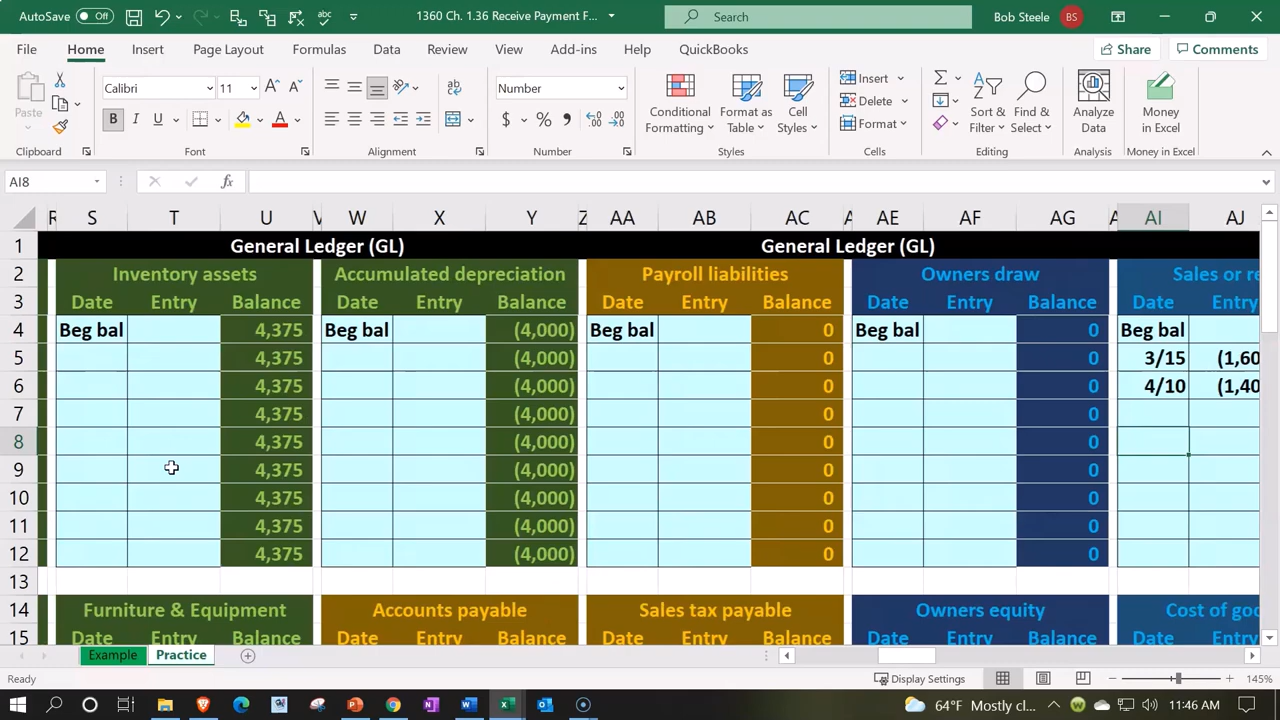 AutoSave Off 1360 Ch. 1.36 Receive Payment F... Search Bob Steele BS
File Home Insert Page Layout Formulas Data Review View Add-ins Help QuickBooks Share Comments
Paste Calibri 11 Number Conditional Formatting Format as Table Cell Styles Insert Delete Format Sort & Filter Find & Select Analyze Data Money in Excel
Clipboard Font Alignment Number Styles Cells Editing Analysis Money in Excel
AI8 fx
R S T U V W X Y Z AA AB AC A AE AF AG A AI AJ
1 General Ledger (GL) General Ledger (GL)
2 Inventory assets Accumulated depreciation Payroll liabilities Owners draw Sales or re
3 Date Entry Balance Date Entry Balance Date Entry Balance Date Entry Balance Date Entry
4 Beg bal 4,375 Beg bal (4,000) Beg bal 0 Beg bal 0 Beg bal
5 4,375 (4,000) 0 0 3/15 (1,60
6 4,375 (4,000) 0 0 4/10 (1,40
7 4,375 (4,000) 0 0
8 4,375 (4,000) 0 0
9 4,375 (4,000) 0 0
10 4,375 (4,000) 0 0
11 4,375 (4,000) 0 0
12 4,375 (4,000) 0 0
13
14 Furniture & Equipment Accounts payable Sales tax payable Owners equity Cost of goo
15 Date Entry Balance Date Entry Balance Date Entry Balance Date Entry Balance Date Entry
Example Practice
Ready Display Settings 145%
64°F Mostly cl... 11:46 AM